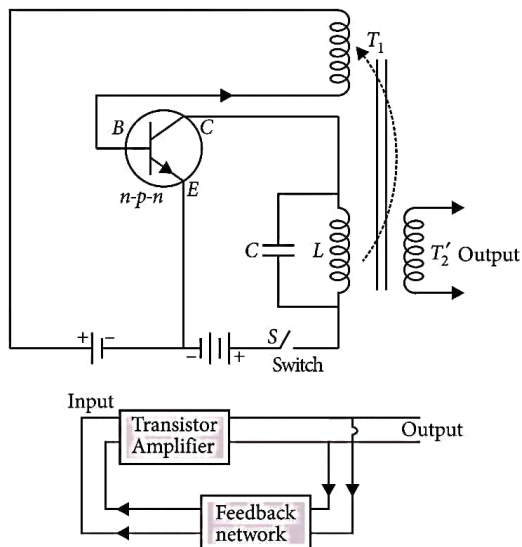 T₁
B
C
E
n-p-n
C
L
T₂′ Output
+ −
− +
S
Switch
Input
Transistor
Amplifier
Output
Feedback
network